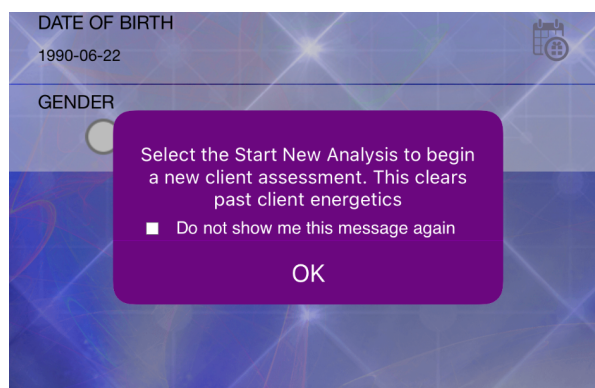 DATE OF BIRTH
1990-06-22
GENDER
Select the Start New Analysis to begin
a new client assessment. This clears
past client energetics
Do not show me this message again
OK